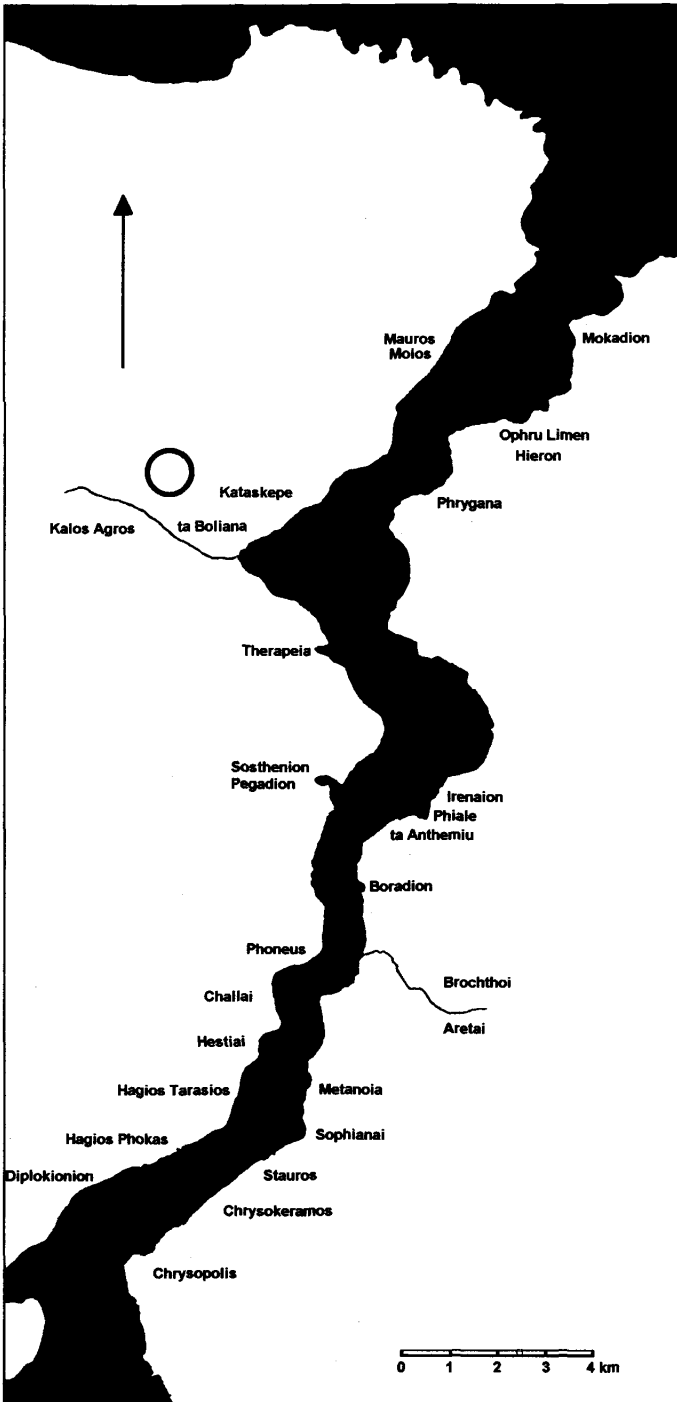 Mauros
Molos
Mokadion
Ophru Limen
Hieron
Kataskepe
Phrygana
Kalos Agros
ta Boliana
Therapeia
Sosthenion
Pegadion
Irenaion
Phiale
ta Anthemiu
Boradion
Phoneus
Brochthoi
Challai
Aretai
Hestiai
Hagios Tarasios
Metanoia
Hagios Phokas
Sophianai
Diplokionion
Stauros
Chrysokeramos
Chrysopolis
0 1 2 3 4 km